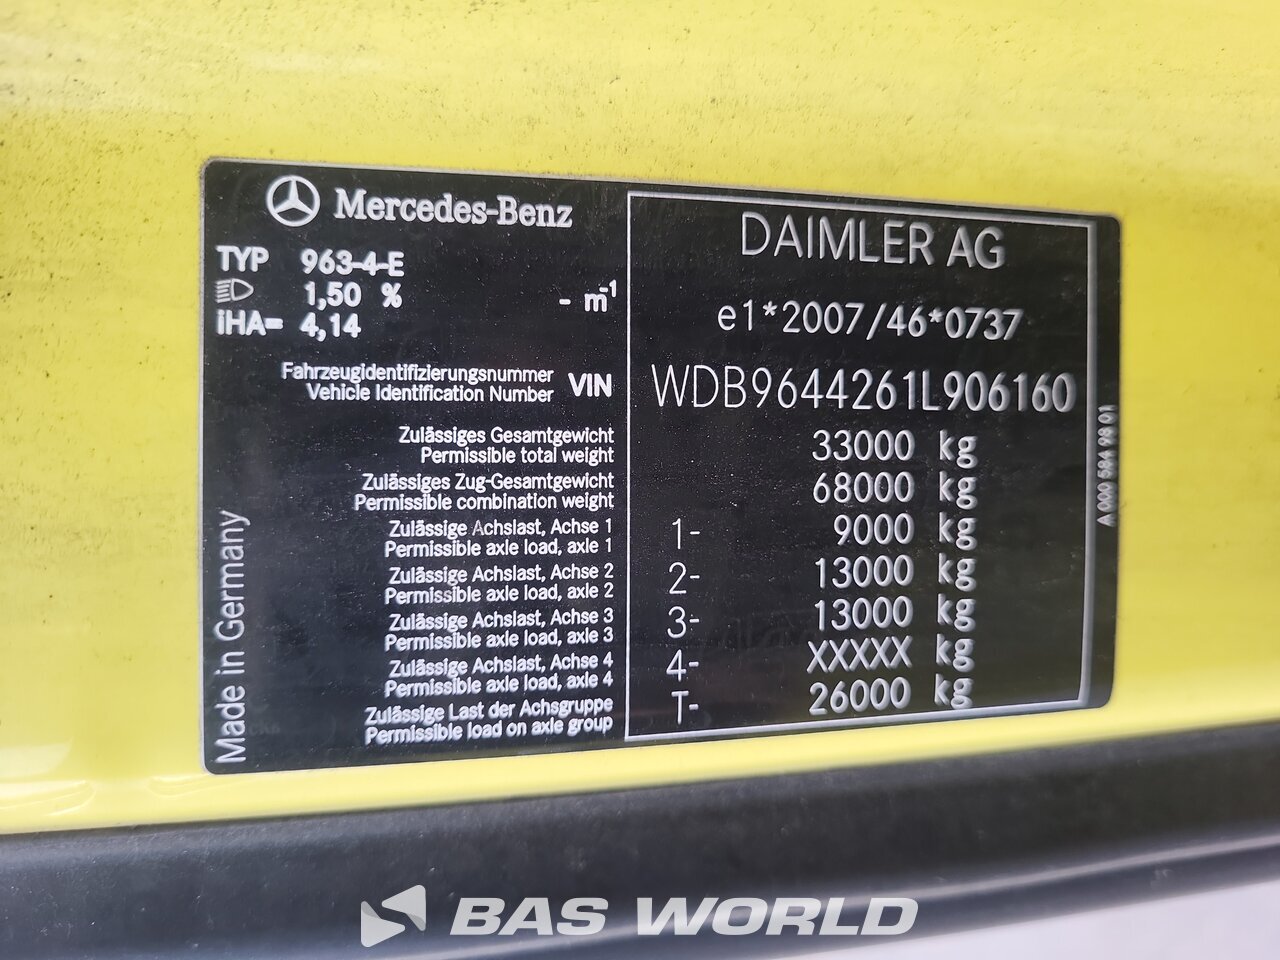 Mercedes-Benz
TYP 963-4-E
1,50 % - m⁻¹
iHA= 4,14
DAIMLER AG
e1*2007/46*0737
Fahrzeugidentifizierungsnummer
Vehicle Identification Number
VIN WDB9644261L906160
Zulässiges Gesamtgewicht
Permissible total weight
33000 kg
Zulässiges Zug-Gesamtgewicht
Permissible combination weight
68000 kg
Zulässige Achslast, Achse 1
Permissible axle load, axle 1
1- 9000 kg
Zulässige Achslast, Achse 2
Permissible axle load, axle 2
2- 13000 kg
Zulässige Achslast, Achse 3
Permissible axle load, axle 3
3- 13000 kg
Zulässige Achslast, Achse 4
Permissible axle load, axle 4
4- XXXXX kg
Zulässige Last der Achsgruppe
Permissible load on axle group
T- 26000 kg
Made in Germany
A 000 584 98 01
BAS WORLD